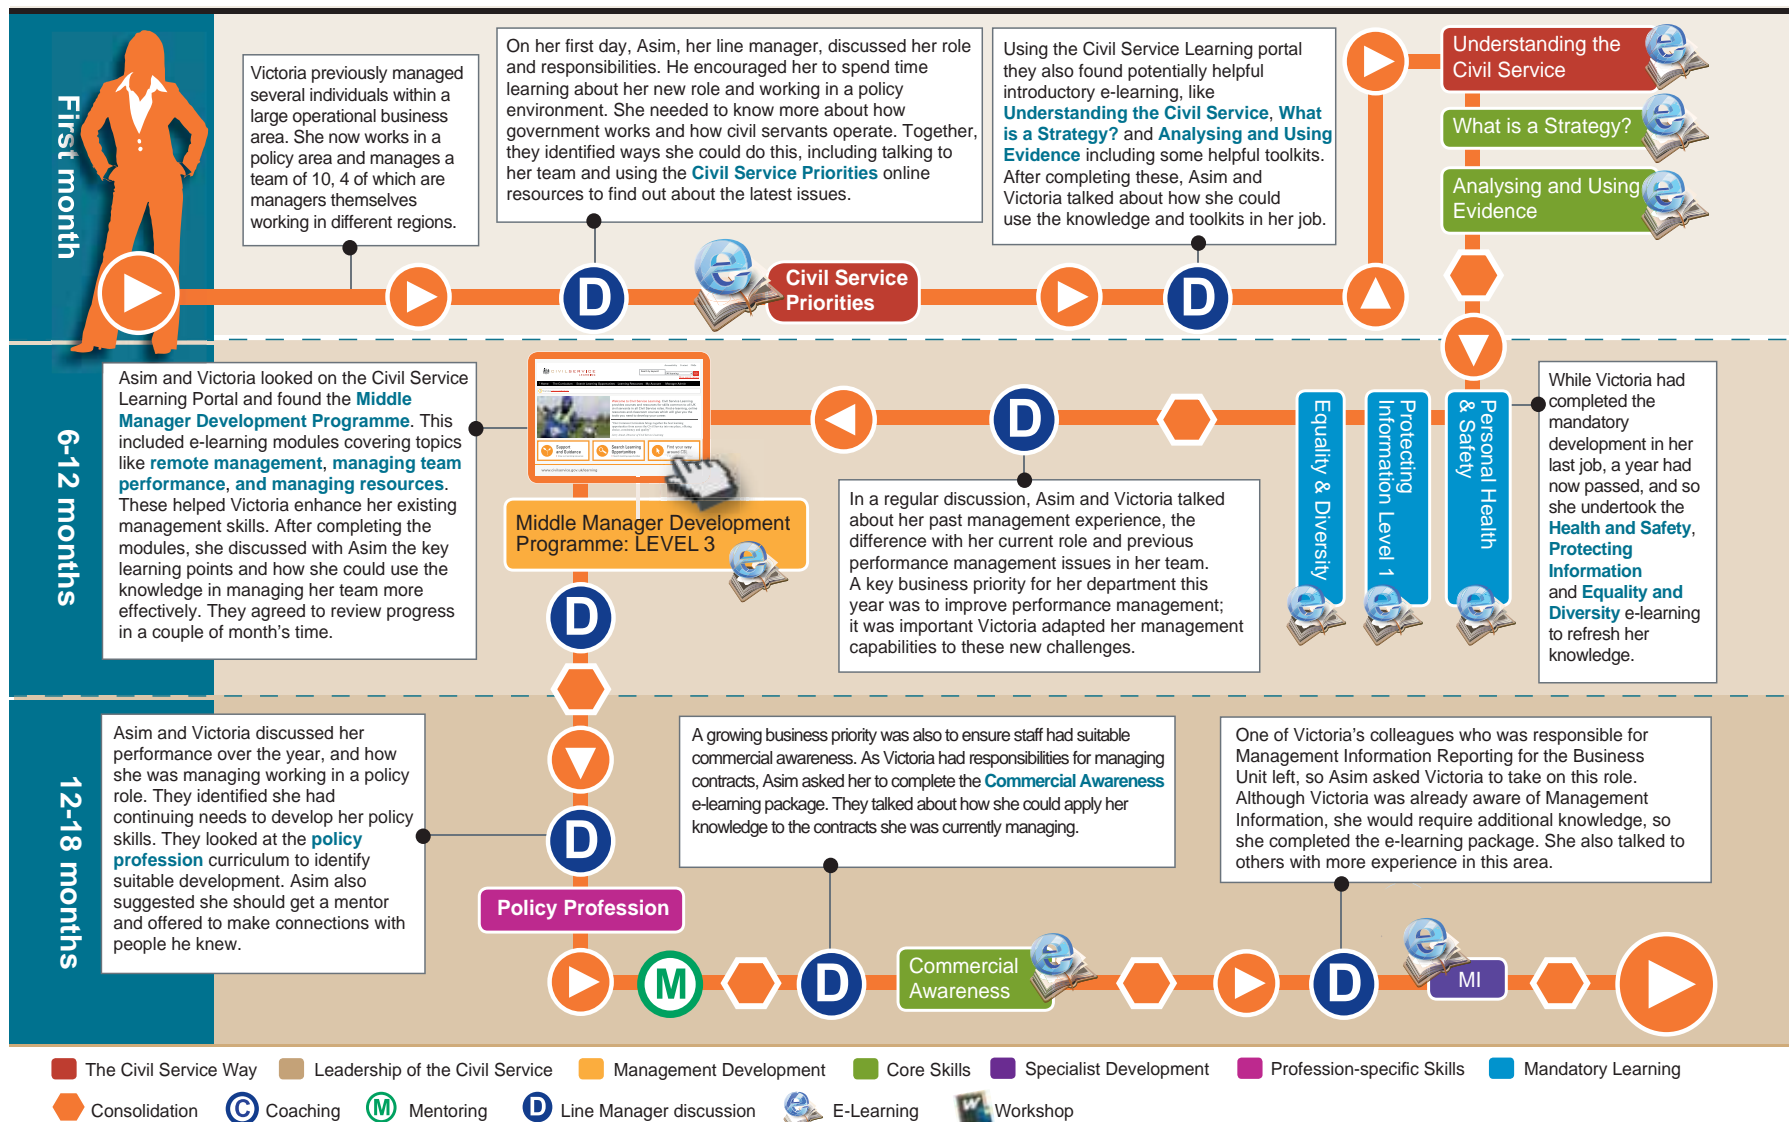 First month
Victoria previously managed
several individuals within a
large operational business
area. She now works in a
policy area and manages a
team of 10, 4 of which are
managers themselves
working in different regions.
On her first day, Asim, her line manager, discussed her role
and responsibilities. He encouraged her to spend time
learning about her new role and working in a policy
environment. She needed to know more about how
government works and how civil servants operate. Together,
they identified ways she could do this, including talking to
her team and using the Civil Service Priorities online
resources to find out about the latest issues.
Using the Civil Service Learning portal
they also found potentially helpful
introductory e-learning, like
Understanding the Civil Service, What
is a Strategy? and Analysing and Using
Evidence including some helpful toolkits.
After completing these, Asim and
Victoria talked about how she could
use the knowledge and toolkits in her job.
Understanding the
Civil Service
What is a Strategy?
Analysing and Using
Evidence
D
Civil Service
Priorities
D
6-12 months
Asim and Victoria looked on the Civil Service
Learning Portal and found the Middle
Manager Development Programme. This
included e-learning modules covering topics
like remote management, managing team
performance, and managing resources.
These helped Victoria enhance her existing
management skills. After completing the
modules, she discussed with Asim the key
learning points and how she could use the
knowledge in managing her team more
effectively. They agreed to review progress
in a couple of month's time.
CIVIL SERVICE
Support
and Guidance
Search Learning
Opportunities
Find your way
www.civilservice.gov.uk/learning
Middle Manager Development
Programme: LEVEL 3
D
D
In a regular discussion, Asim and Victoria talked
about her past management experience, the
difference with her current role and previous
performance management issues in her team.
A key business priority for her department this
year was to improve performance management;
it was important Victoria adapted her management
capabilities to these new challenges.
Equality & Diversity
Protecting
Information Level 1
Personal Health
& Safety
While Victoria had
completed the
mandatory
development in her
last job, a year had
now passed, and so
she undertook the
Health and Safety,
Protecting
Information
and Equality and
Diversity e-learning
to refresh her
knowledge.
12-18 months
Asim and Victoria discussed her
performance over the year, and how
she was managing working in a policy
role. They identified she had
continuing needs to develop her policy
skills. They looked at the policy
profession curriculum to identify
suitable development. Asim also
suggested she should get a mentor
and offered to make connections with
people he knew.
D
Policy Profession
A growing business priority was also to ensure staff had suitable
commercial awareness. As Victoria had responsibilities for managing
contracts, Asim asked her to complete the Commercial Awareness
e-learning package. They talked about how she could apply her
knowledge to the contracts she was currently managing.
One of Victoria's colleagues who was responsible for
Management Information Reporting for the Business
Unit left, so Asim asked Victoria to take on this role.
Although Victoria was already aware of Management
Information, she would require additional knowledge, so
she completed the e-learning package. She also talked to
others with more experience in this area.
M
D
Commercial
Awareness
D
MI
The Civil Service Way
Leadership of the Civil Service
Management Development
Core Skills
Specialist Development
Profession-specific Skills
Mandatory Learning
Consolidation
C Coaching
M Mentoring
D Line Manager discussion
E-Learning
Workshop